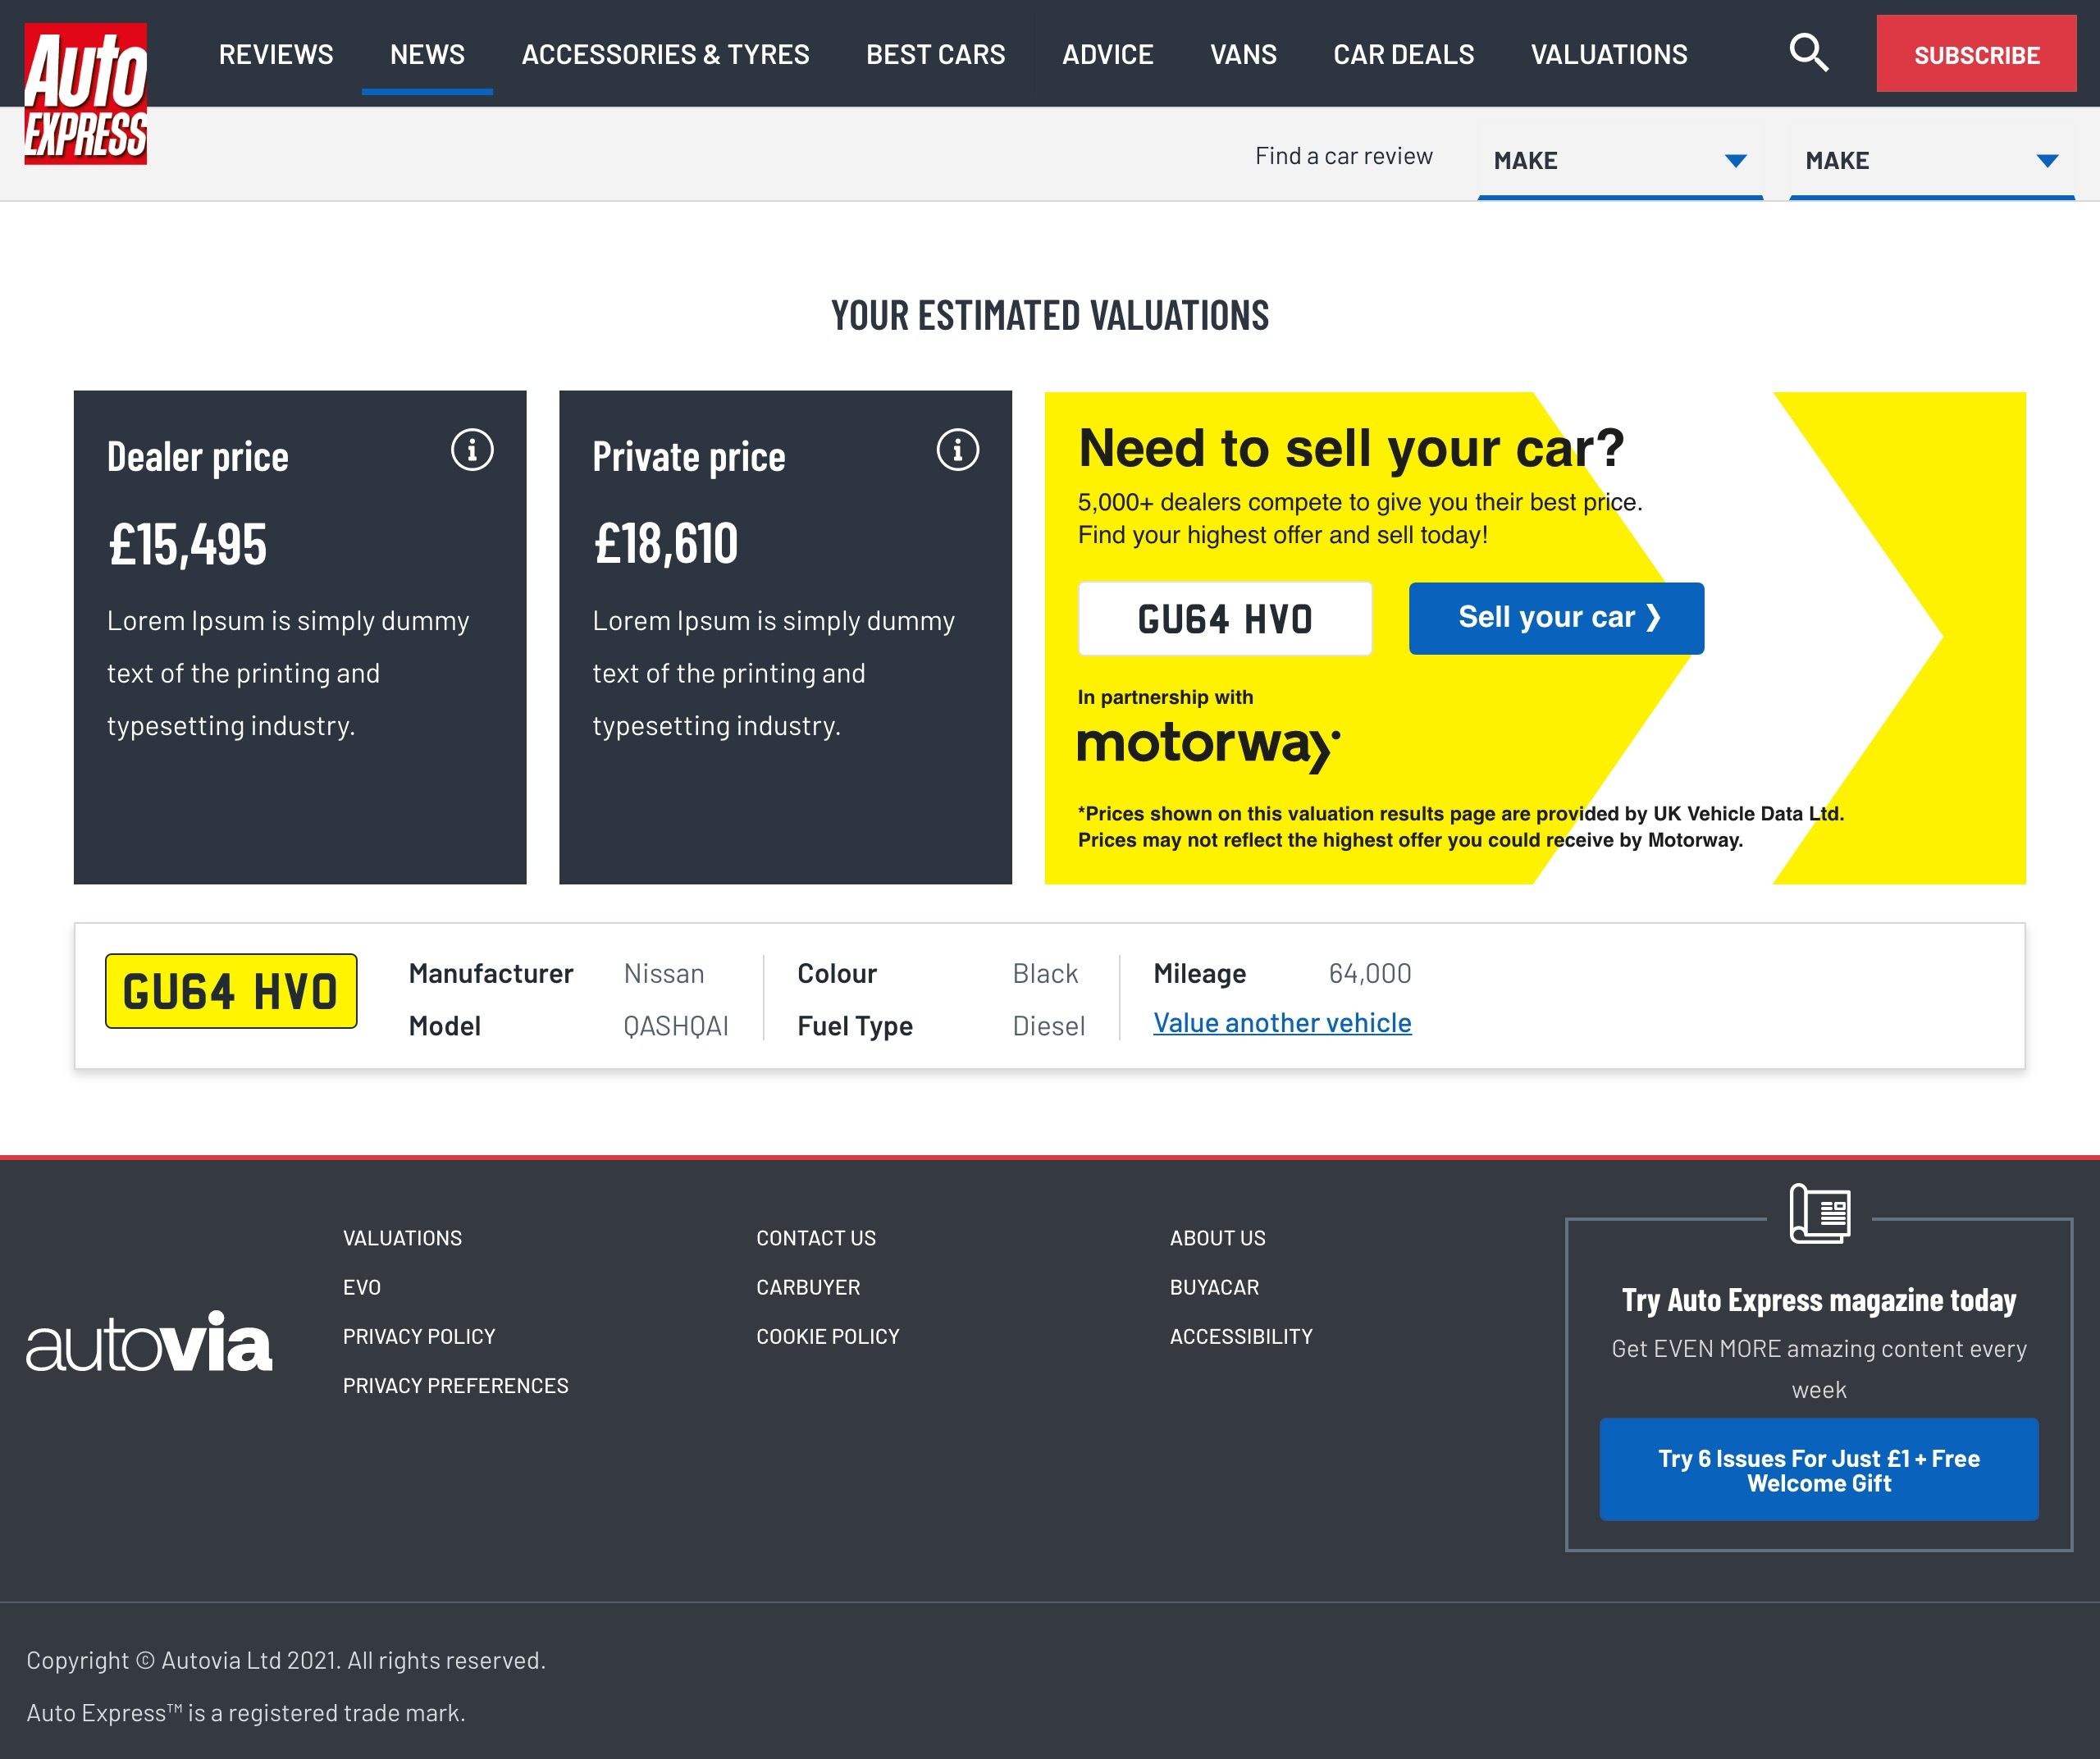 Auto
EXPRESS
REVIEWS
NEWS
ACCESSORIES & TYRES
BEST CARS
ADVICE
VANS
CAR DEALS
VALUATIONS
SUBSCRIBE
Find a car review
MAKE
MAKE
YOUR ESTIMATED VALUATIONS
Dealer price
£15,495
Lorem Ipsum is simply dummy
text of the printing and
typesetting industry.
Private price
£18,610
Lorem Ipsum is simply dummy
text of the printing and
typesetting industry.
Need to sell your car?
5,000+ dealers compete to give you their best price.
Find your highest offer and sell today!
GU64 HVO
Sell your car ❯
In partnership with
motorway
*Prices shown on this valuation results page are provided by UK Vehicle Data Ltd.
Prices may not reflect the highest offer you could receive by Motorway.
GU64 HVO
Manufacturer Nissan
Model QASHQAI
Colour Black
Fuel Type Diesel
Mileage 64,000
Value another vehicle
autovia
VALUATIONS
EVO
PRIVACY POLICY
PRIVACY PREFERENCES
CONTACT US
CARBUYER
COOKIE POLICY
ABOUT US
BUYACAR
ACCESSIBILITY
Try Auto Express magazine today
Get EVEN MORE amazing content every
week
Try 6 Issues For Just £1 + Free
Welcome Gift
Copyright © Autovia Ltd 2021. All rights reserved.
Auto Express™ is a registered trade mark.